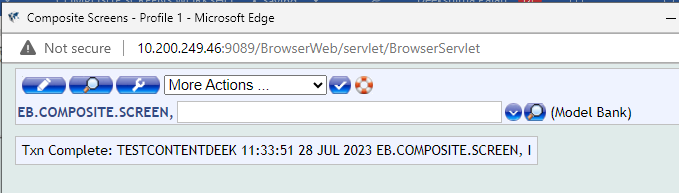 Composite Screens - Profile 1 - Microsoft Edge
Not secure 10.200.249.46:9089/BrowserWeb/servlet/BrowserServlet
More Actions ...
EB.COMPOSITE.SCREEN, (Model Bank)
Txn Complete: TESTCONTENTDEEK 11:33:51 28 JUL 2023 EB.COMPOSITE.SCREEN, I